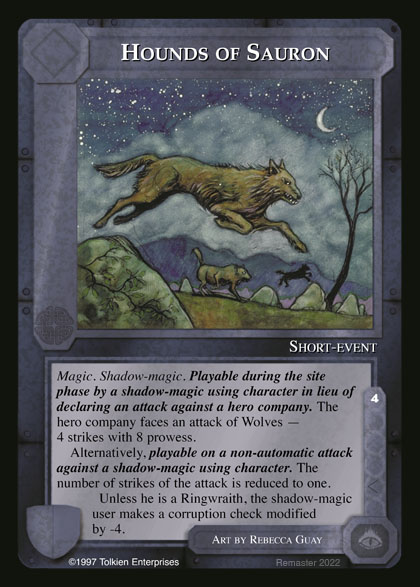 HOUNDS OF SAURON
SHORT-EVENT
Magic. Shadow-magic. Playable during the site
phase by a shadow-magic using character in lieu of
declaring an attack against a hero company. The
hero company faces an attack of Wolves —
4 strikes with 8 prowess.
Alternatively, playable on a non-automatic attack
against a shadow-magic using character. The
number of strikes of the attack is reduced to one.
Unless he is a Ringwraith, the shadow-magic
user makes a corruption check modified
by -4.
4
ART BY REBECCA GUAY
©1997 Tolkien Enterprises
Remaster 2022